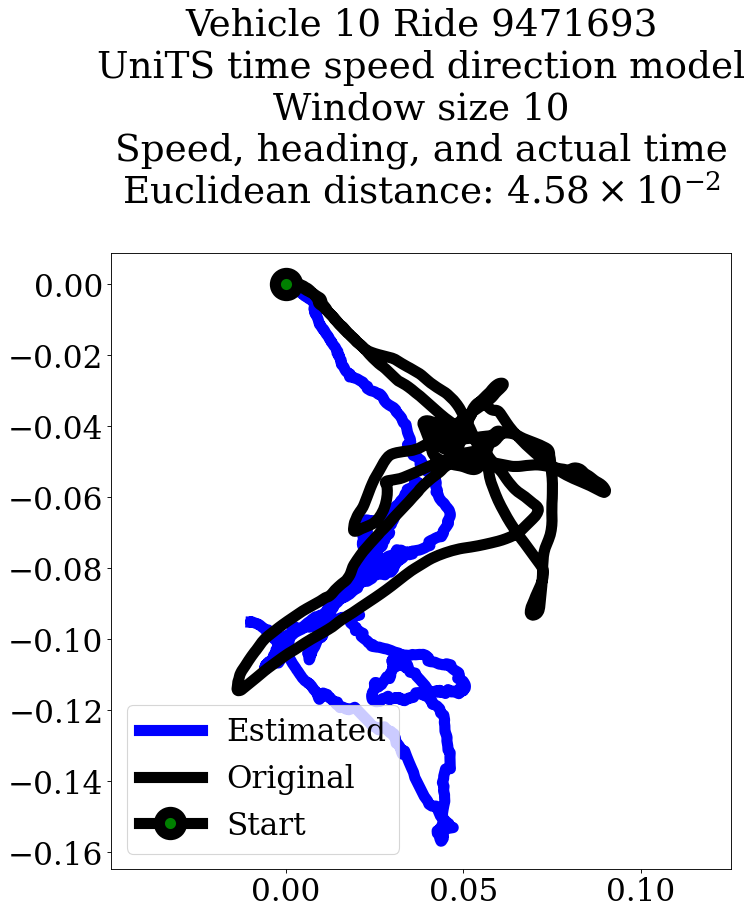 Vehicle 10 Ride 9471693
UniTS time speed direction model
Window size 10
Speed, heading, and actual time
Euclidean distance: 4.58 × 10⁻²
0.00
−0.02
−0.04
−0.06
−0.08
−0.10
−0.12
−0.14
−0.16
Estimated
Original
Start
0.00 0.05 0.10